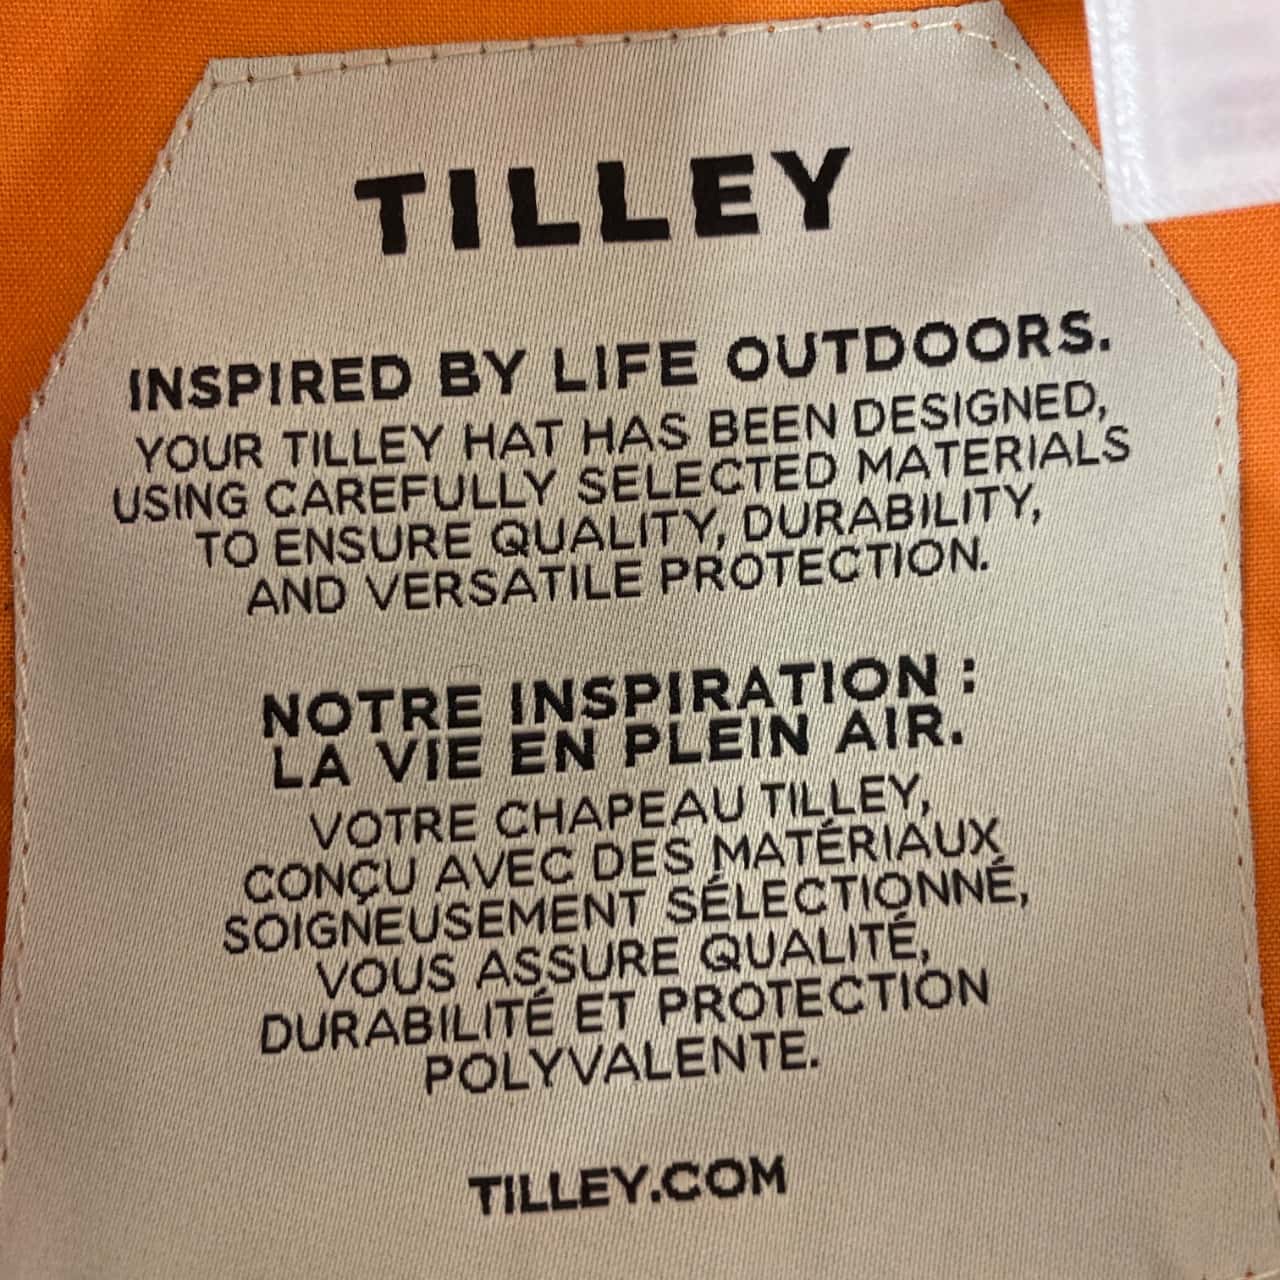 TILLEY
INSPIRED BY LIFE OUTDOORS.
YOUR TILLEY HAT HAS BEEN DESIGNED,
USING CAREFULLY SELECTED MATERIALS
TO ENSURE QUALITY, DURABILITY,
AND VERSATILE PROTECTION.
NOTRE INSPIRATION :
LA VIE EN PLEIN AIR.
VOTRE CHAPEAU TILLEY,
CONÇU AVEC DES MATÉRIAUX
SOIGNEUSEMENT SÉLECTIONNÉ,
VOUS ASSURE QUALITÉ,
DURABILITÉ ET PROTECTION
POLYVALENTE.
TILLEY.COM